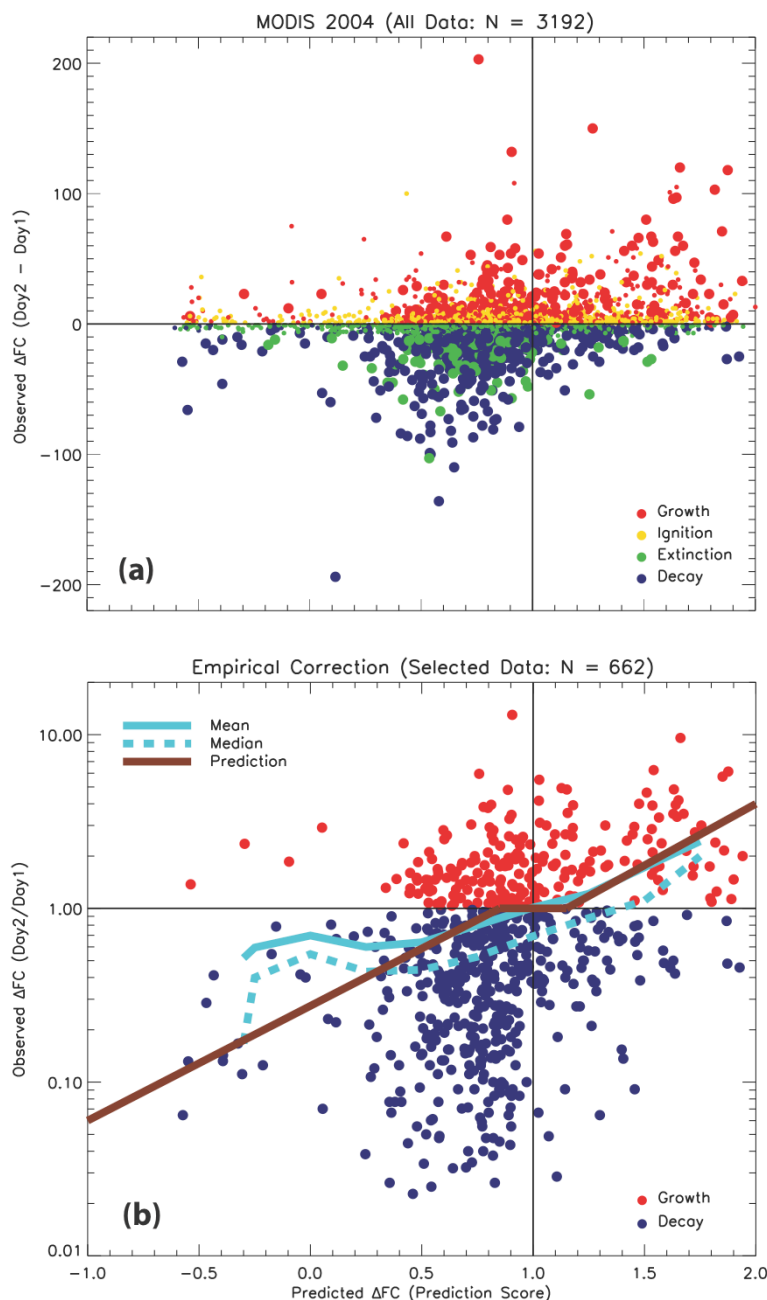 MODIS 2004 (All Data: N = 3192)
200
100
0
−100
−200
Observed ΔFC (Day2 − Day1)
Growth
Ignition
Extinction
Decay
(a)
Empirical Correction (Selected Data: N = 662)
10.00
1.00
0.10
0.01
Observed ΔFC (Day2/Day1)
Mean
Median
Prediction
Growth
Decay
(b)
−1.0 −0.5 0.0 0.5 1.0 1.5 2.0
Predicted ΔFC (Prediction Score)